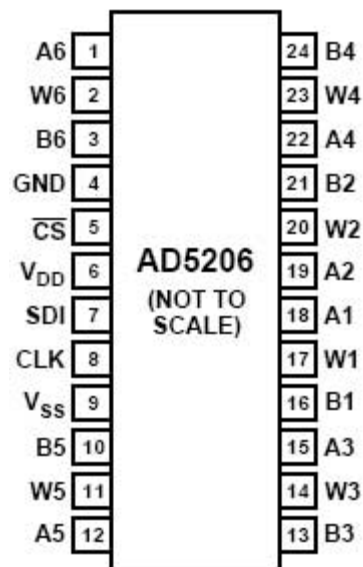 A6 1 24 B4
W6 2 23 W4
B6 3 22 A4
GND 4 21 B2
CS 5 20 W2
VDD 6 19 A2
AD5206
(NOT TO
SCALE)
SDI 7 18 A1
CLK 8 17 W1
VSS 9 16 B1
B5 10 15 A3
W5 11 14 W3
A5 12 13 B3